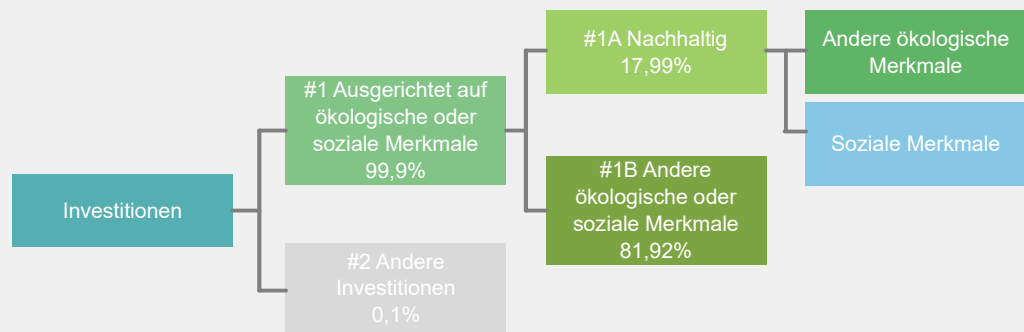 Investitionen
#1 Ausgerichtet auf
ökologische oder
soziale Merkmale
99,9%
#2 Andere
Investitionen
0,1%
#1A Nachhaltig
17,99%
#1B Andere
ökologische oder
soziale Merkmale
81,92%
Andere ökologische
Merkmale
Soziale Merkmale